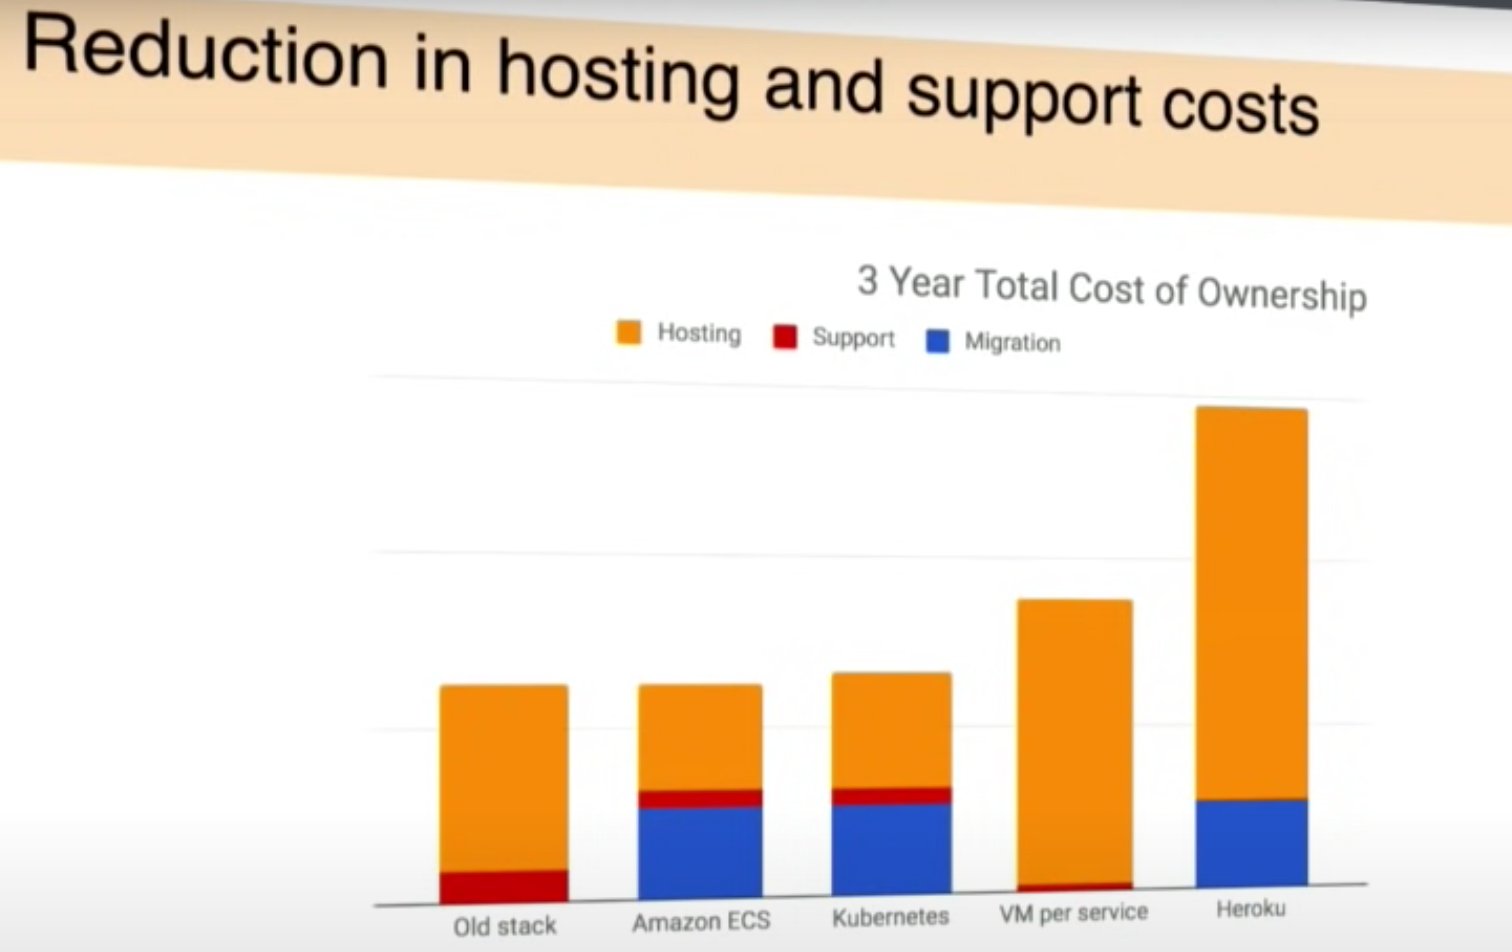 Reduction in hosting and support costs
3 Year Total Cost of Ownership
Hosting Support Migration
Old stack Amazon ECS Kubernetes VM per service Heroku